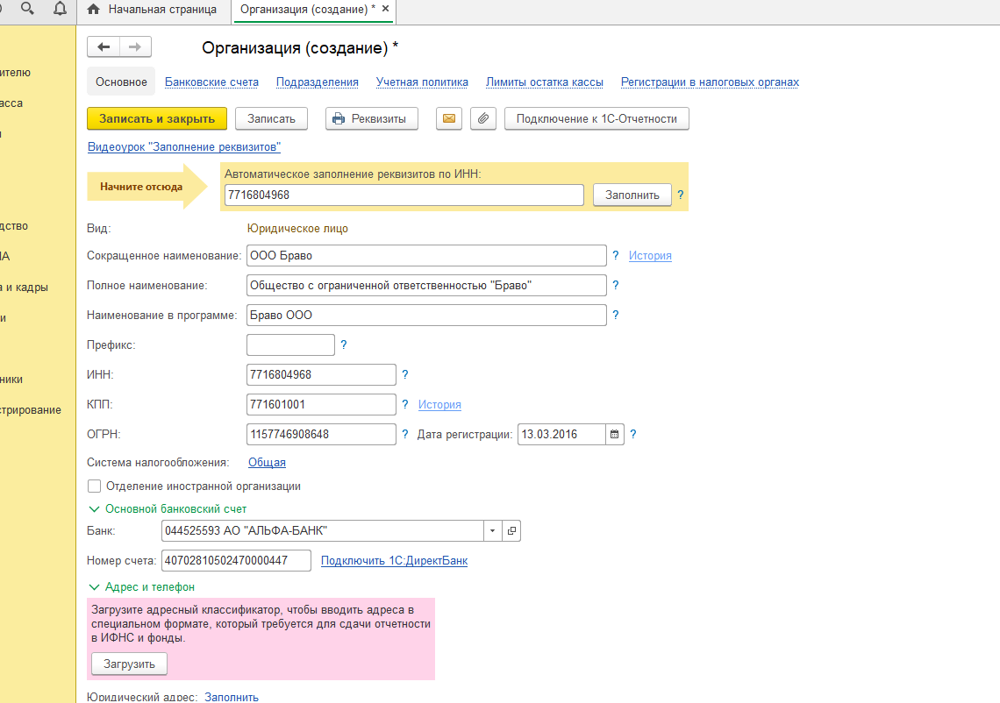 Начальная страница
Организация (создание) * ×
ителю
асса
дство
а и кадры
и
ники
стрирование
Организация (создание) *
Основное Банковские счета Подразделения Учетная политика Лимиты остатка кассы Регистрации в налоговых органах
Записать и закрыть Записать Реквизиты Подключение к 1С-Отчетности
Видеоурок "Заполнение реквизитов"
Начните отсюда
Автоматическое заполнение реквизитов по ИНН:
7716804968 Заполнить ?
Вид: Юридическое лицо
Сокращенное наименование: ООО Браво ? История
Полное наименование: Общество с ограниченной ответственностью "Браво" ?
Наименование в программе: Браво ООО ?
Префикс: ?
ИНН: 7716804968 ?
КПП: 771601001 ? История
ОГРН: 1157746908648 ? Дата регистрации: 13.03.2016 ?
Система налогообложения: Общая
Отделение иностранной организации
Основной банковский счет
Банк: 044525593 АО "АЛЬФА-БАНК"
Номер счета: 40702810502470000447 Подключить 1С:ДиректБанк
Адрес и телефон
Загрузите адресный классификатор, чтобы вводить адреса в
специальном формате, который требуется для сдачи отчетности
в ИФНС и фонды.
Загрузить
Юридический адрес: Заполнить